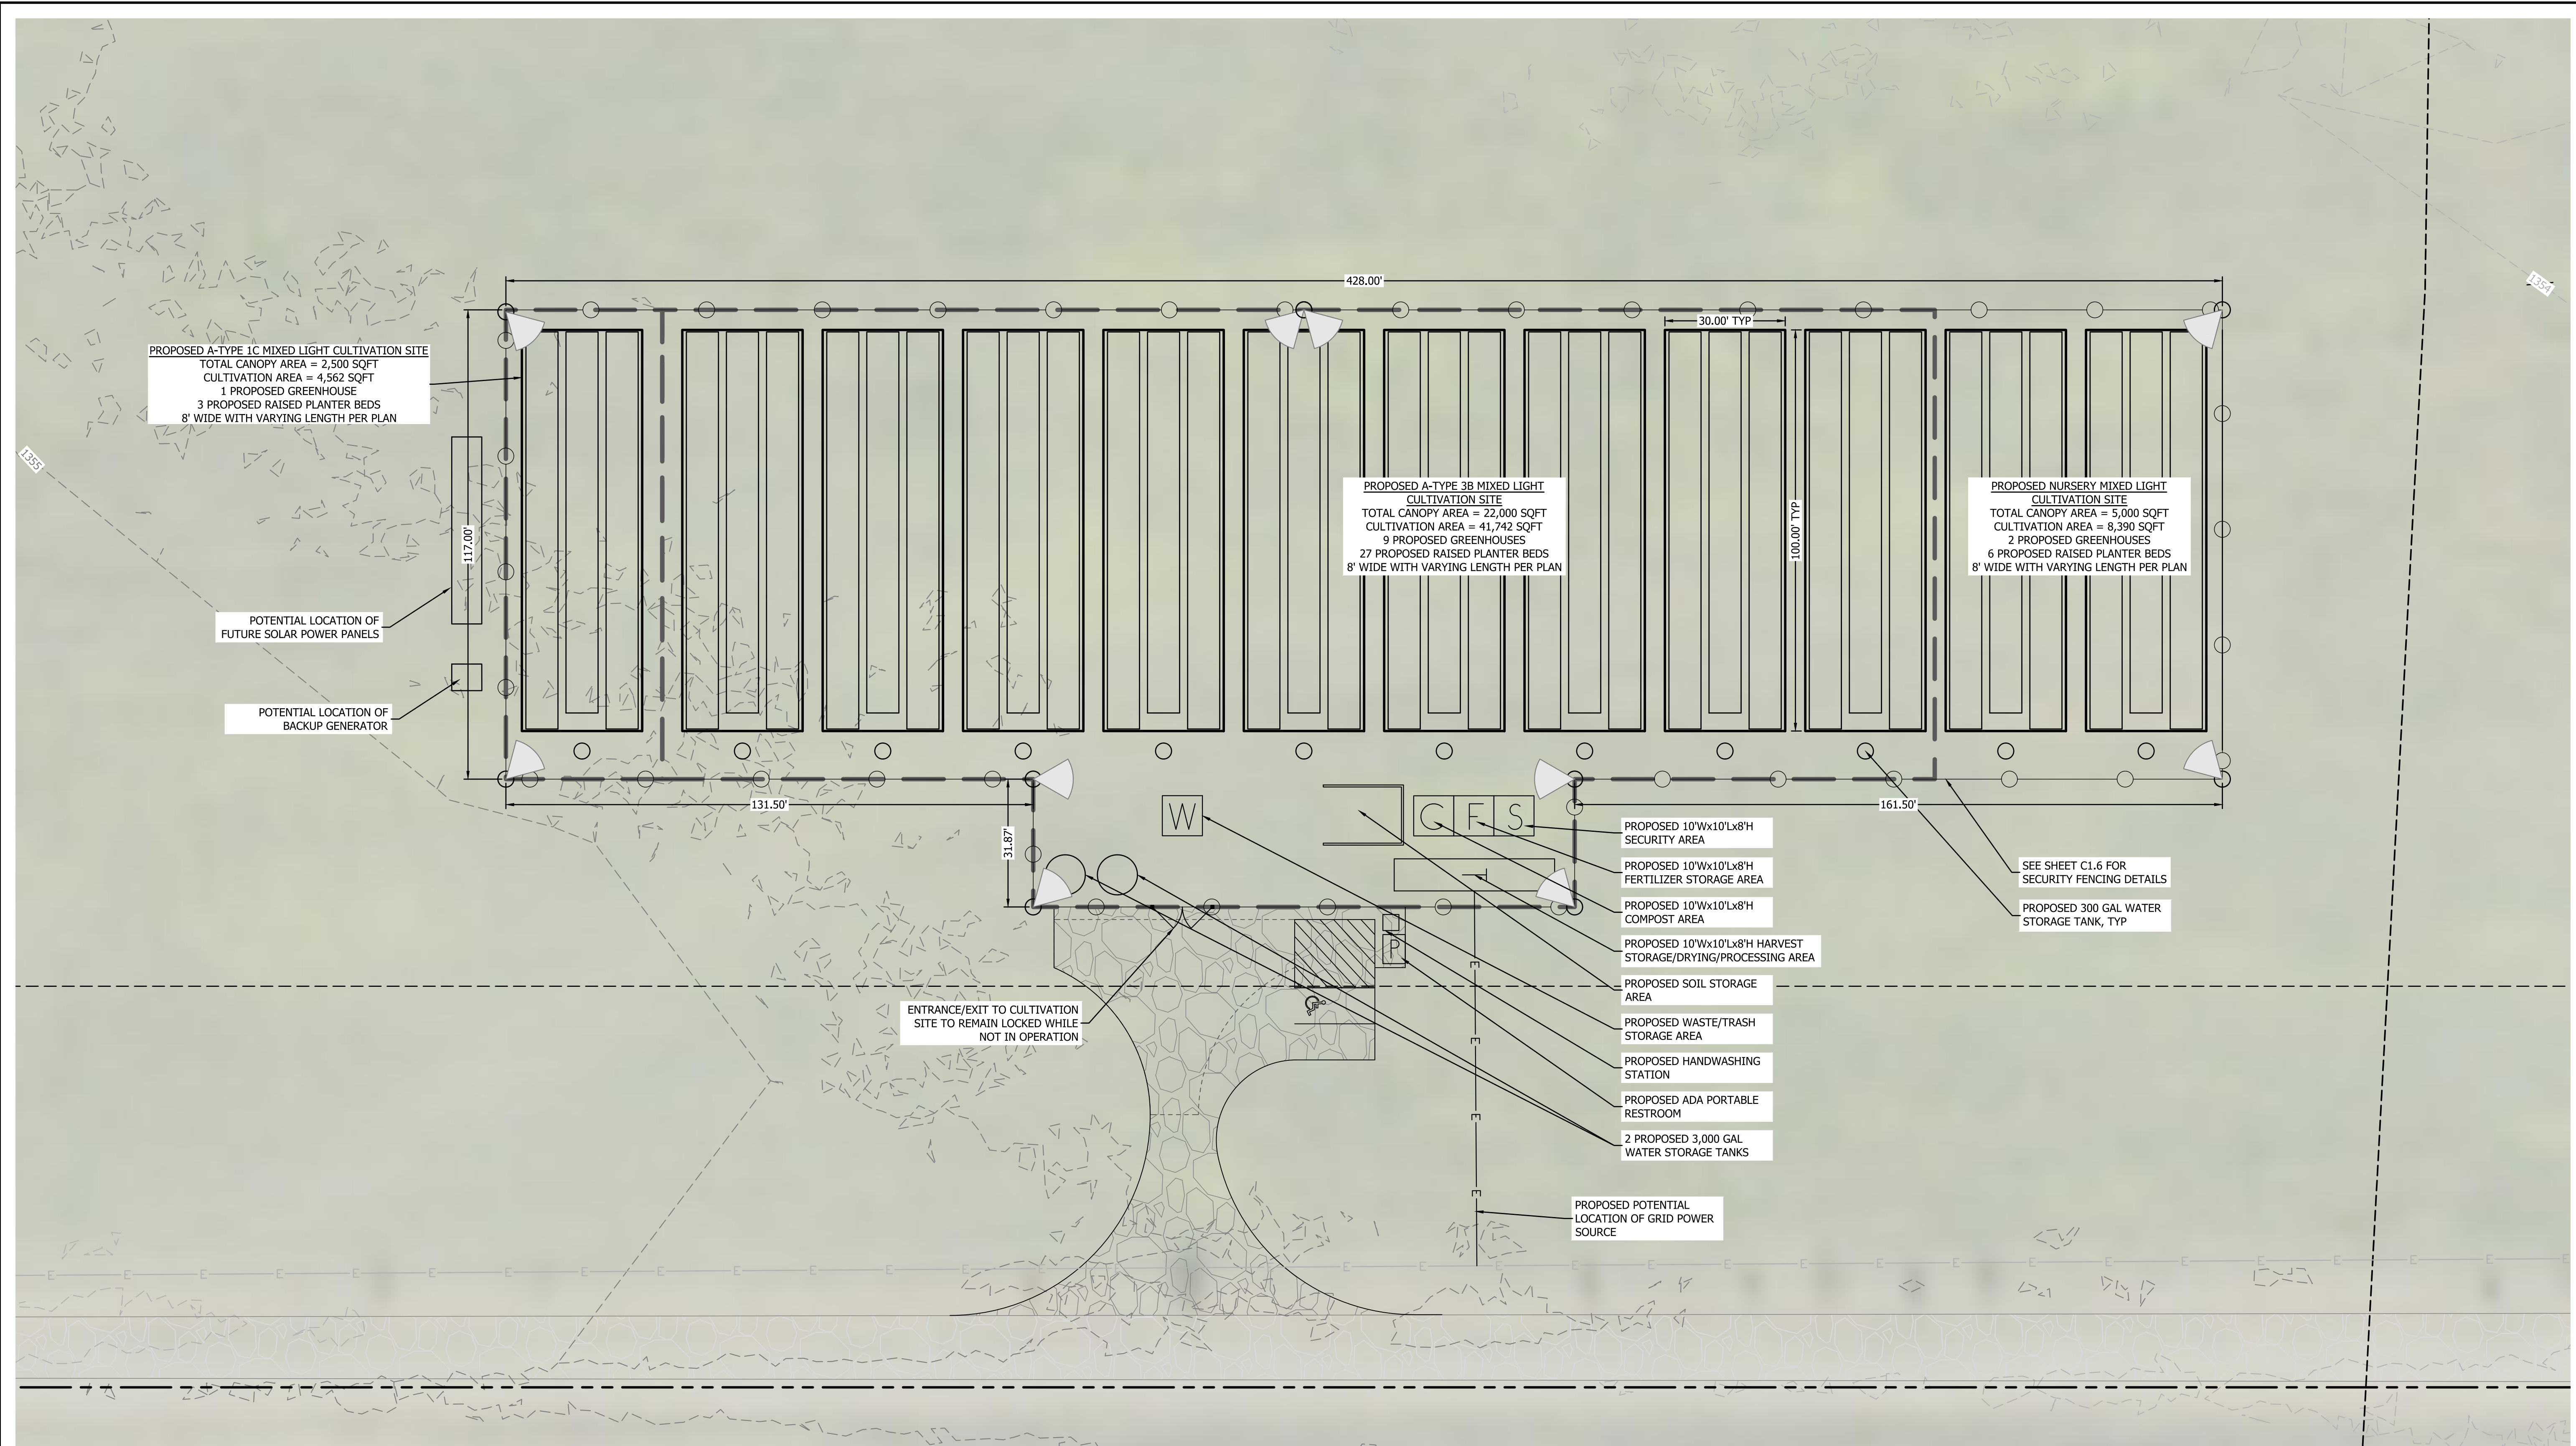 428.00'
1354
30.00' TYP
PROPOSED A-TYPE 1C MIXED LIGHT CULTIVATION SITE
TOTAL CANOPY AREA = 2,500 SQFT
CULTIVATION AREA = 4,562 SQFT
1 PROPOSED GREENHOUSE
3 PROPOSED RAISED PLANTER BEDS
8' WIDE WITH VARYING LENGTH PER PLAN
1355
117.00'
100.00' TYP
PROPOSED A-TYPE 3B MIXED LIGHT
CULTIVATION SITE
TOTAL CANOPY AREA = 22,000 SQFT
CULTIVATION AREA = 41,742 SQFT
9 PROPOSED GREENHOUSES
27 PROPOSED RAISED PLANTER BEDS
8' WIDE WITH VARYING LENGTH PER PLAN
PROPOSED NURSERY MIXED LIGHT
CULTIVATION SITE
TOTAL CANOPY AREA = 5,000 SQFT
CULTIVATION AREA = 8,390 SQFT
2 PROPOSED GREENHOUSES
6 PROPOSED RAISED PLANTER BEDS
8' WIDE WITH VARYING LENGTH PER PLAN
POTENTIAL LOCATION OF
FUTURE SOLAR POWER PANELS
POTENTIAL LOCATION OF
BACKUP GENERATOR
131.50'
161.50'
31.87'
W
C F S
PROPOSED 10'Wx10'Lx8'H
SECURITY AREA
PROPOSED 10'Wx10'Lx8'H
FERTILIZER STORAGE AREA
PROPOSED 10'Wx10'Lx8'H
COMPOST AREA
PROPOSED 10'Wx10'Lx8'H HARVEST
STORAGE/DRYING/PROCESSING AREA
PROPOSED SOIL STORAGE
AREA
PROPOSED WASTE/TRASH
STORAGE AREA
PROPOSED HANDWASHING
STATION
PROPOSED ADA PORTABLE
RESTROOM
2 PROPOSED 3,000 GAL
WATER STORAGE TANKS
SEE SHEET C1.6 FOR
SECURITY FENCING DETAILS
PROPOSED 300 GAL WATER
STORAGE TANK, TYP
P
ENTRANCE/EXIT TO CULTIVATION
SITE TO REMAIN LOCKED WHILE
NOT IN OPERATION
E
E
E
E
PROPOSED POTENTIAL
LOCATION OF GRID POWER
SOURCE
E E E E E E E E E E E E E E E E E E E E E E E E E E E E E